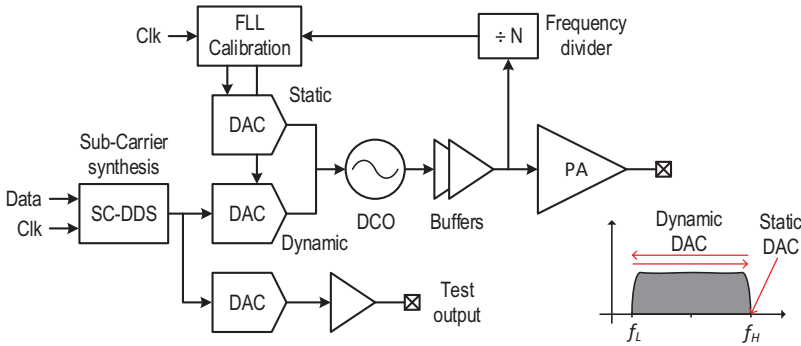 FLL
Calibration
Clk
÷ N
Frequency
divider
DAC
Static
Sub-Carrier
synthesis
Data
Clk
SC-DDS
DAC
Dynamic
DCO
Buffers
PA
DAC
Test
output
Dynamic
DAC
Static
DAC
fL
fH